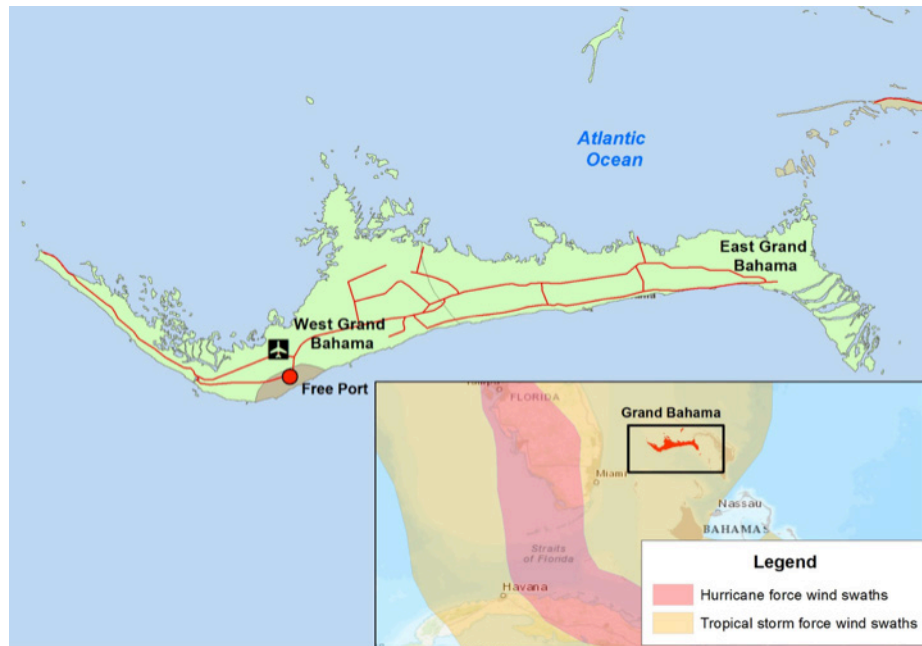 Atlantic
Ocean
East Grand
Bahama
West Grand
Bahama
Free Port
Grand Bahama
FLORIDA
Miami
Nassau
BAHAMAS
Straits
of Florida
Havana
Legend
Hurricane force wind swaths
Tropical storm force wind swaths